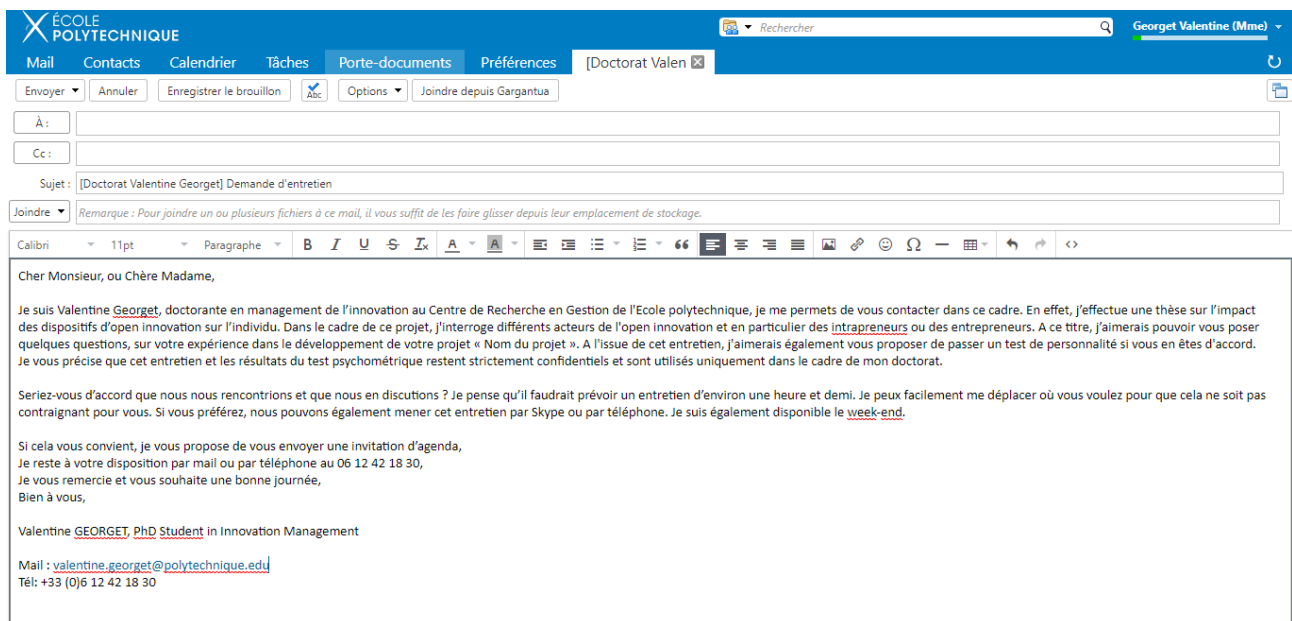 ÉCOLE
POLYTECHNIQUE
Rechercher
Georget Valentine (Mme)
Mail Contacts Calendrier Tâches Porte-documents Préférences [Doctorat Valen
Envoyer Annuler Enregistrer le brouillon Abc Options Joindre depuis Gargantua
À :
Cc :
Sujet : [Doctorat Valentine Georget] Demande d'entretien
Joindre Remarque : Pour joindre un ou plusieurs fichiers à ce mail, il vous suffit de les faire glisser depuis leur emplacement de stockage.
Calibri 11pt Paragraphe B I U S Ix A A
Cher Monsieur, ou Chère Madame,
Je suis Valentine Georget, doctorante en management de l'innovation au Centre de Recherche en Gestion de l'Ecole polytechnique, je me permets de vous contacter dans ce cadre. En effet, j'effectue une thèse sur l'impact
des dispositifs d'open innovation sur l'individu. Dans le cadre de ce projet, j'interroge différents acteurs de l'open innovation et en particulier des intrapreneurs ou des entrepreneurs. A ce titre, j'aimerais pouvoir vous poser
quelques questions, sur votre expérience dans le développement de votre projet « Nom du projet ». A l'issue de cet entretien, j'aimerais également vous proposer de passer un test de personnalité si vous en êtes d'accord.
Je vous précise que cet entretien et les résultats du test psychométrique restent strictement confidentiels et sont utilisés uniquement dans le cadre de mon doctorat.
Seriez-vous d'accord que nous nous rencontrions et que nous en discutions ? Je pense qu'il faudrait prévoir un entretien d'environ une heure et demi. Je peux facilement me déplacer où vous voulez pour que cela ne soit pas
contraignant pour vous. Si vous préférez, nous pouvons également mener cet entretien par Skype ou par téléphone. Je suis également disponible le week-end.
Si cela vous convient, je vous propose de vous envoyer une invitation d'agenda,
Je reste à votre disposition par mail ou par téléphone au 06 12 42 18 30,
Je vous remercie et vous souhaite une bonne journée,
Bien à vous,
Valentine GEORGET, PhD Student in Innovation Management
Mail : valentine.georget@polytechnique.edu
Tél: +33 (0)6 12 42 18 30